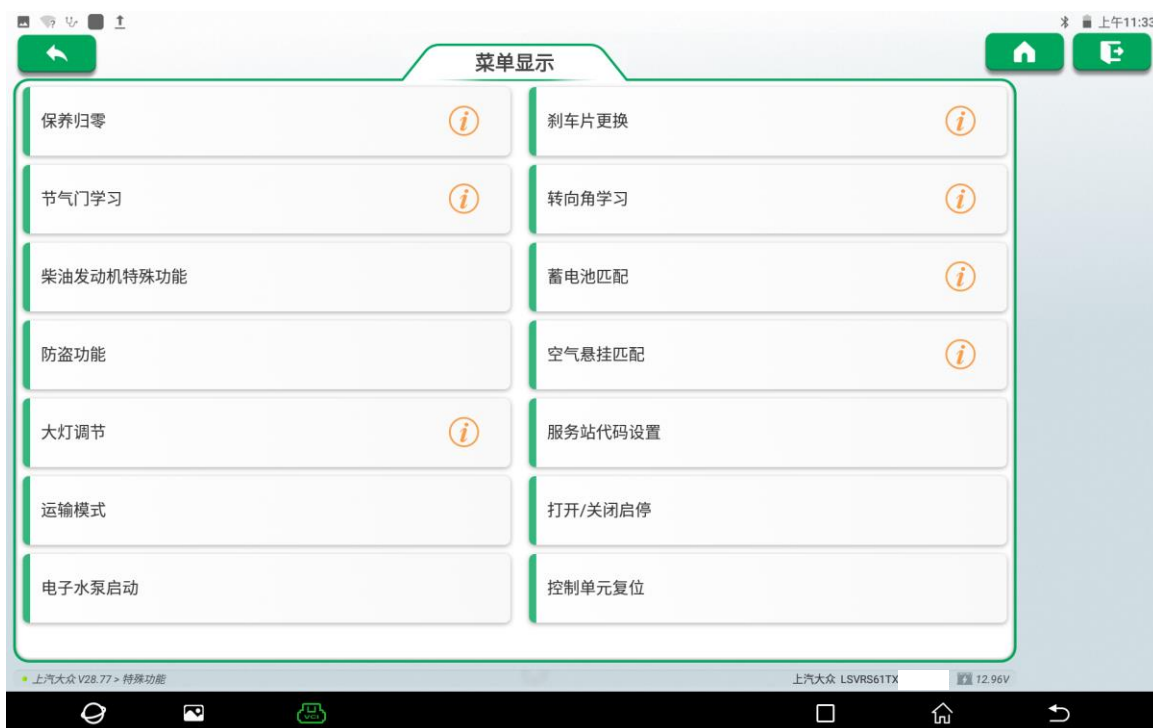 上午11:33
菜单显示
保养归零
刹车片更换
节气门学习
转向角学习
柴油发动机特殊功能
蓄电池匹配
防盗功能
空气悬挂匹配
大灯调节
服务站代码设置
运输模式
打开/关闭启停
电子水泵启动
控制单元复位
上汽大众 V28.77 > 特殊功能
上汽大众 LSVRS61TX
12.96V
VCI